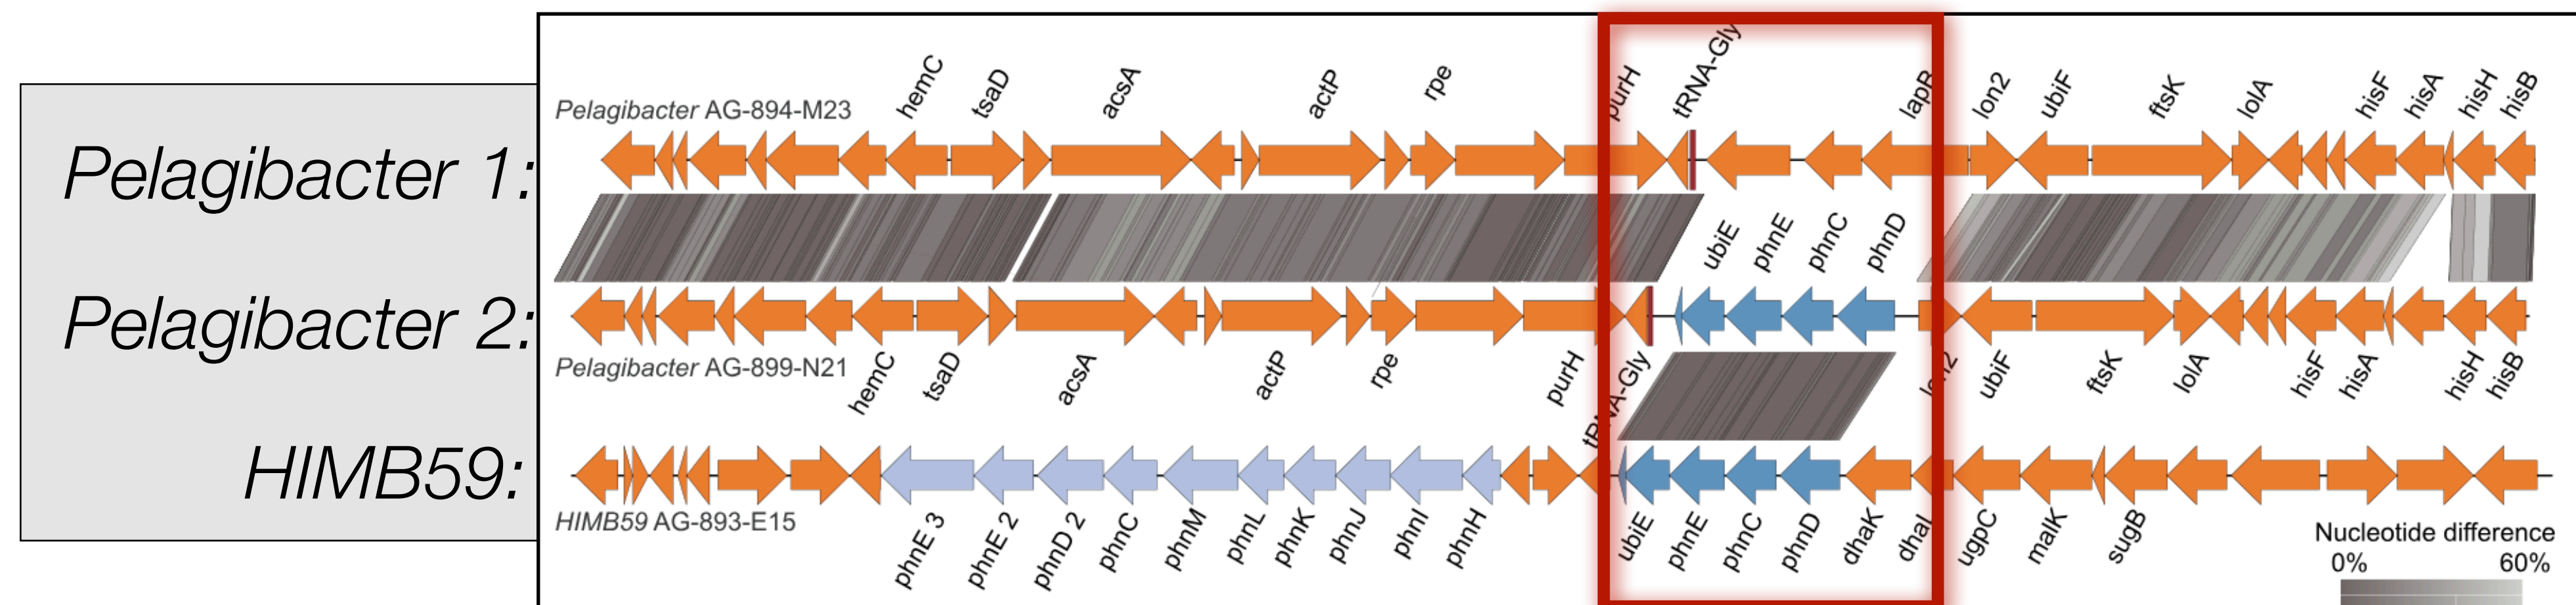 Pelagibacter 1:
Pelagibacter 2:
HIMB59:
Pelagibacter AG-894-M23
hemC
tsaD
acsA
actP
rpe
purH
tRNA-Gly
lapB
lon2
ubiF
ftsK
lolA
hisF
hisA
hisH
hisB
ubiE
phnE
phnC
phnD
Pelagibacter AG-899-N21
hemC
tsaD
acsA
actP
rpe
purH
tRNA-Gly
lon2
ubiF
ftsK
lolA
hisF
hisA
hisH
hisB
HIMB59 AG-893-E15
phnE 3
phnE 2
phnD 2
phnC
phnM
phnL
phnK
phnJ
phnI
phnH
ubiE
phnE
phnC
phnD
dhaK
dhaL
ugpC
malK
sugB
Nucleotide difference
0% 60%